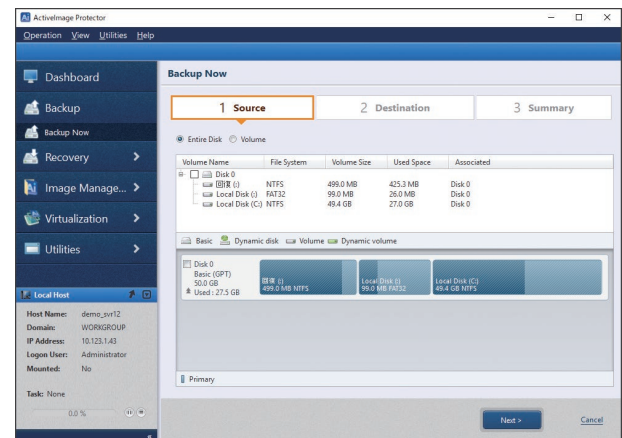 ActiveImage Protector
Operation View Utilities Help
Dashboard
Backup
Backup Now
Recovery
Image Manage...
Virtualization
Utilities
Local Host
Host Name: demo_svr12
Domain: WORKGROUP
IP Address: 10.123.1.43
Logon User: Administrator
Mounted: No
Task: None
0.0 %
Backup Now
1 Source
2 Destination
3 Summary
Entire Disk Volume
Volume Name File System Volume Size Used Space Associated
Disk 0
回復 (:) NTFS 499.0 MB 425.3 MB Disk 0
Local Disk (:) FAT32 99.0 MB 26.0 MB Disk 0
Local Disk (C:) NTFS 49.4 GB 27.0 GB Disk 0
Basic Dynamic disk Volume Dynamic volume
Disk 0
Basic (GPT)
50.0 GB
Used : 27.5 GB
回復 (:)
499.0 MB NTFS
Local Disk (:)
99.0 MB FAT32
Local Disk (C:)
49.4 GB NTFS
Primary
Next >
Cancel